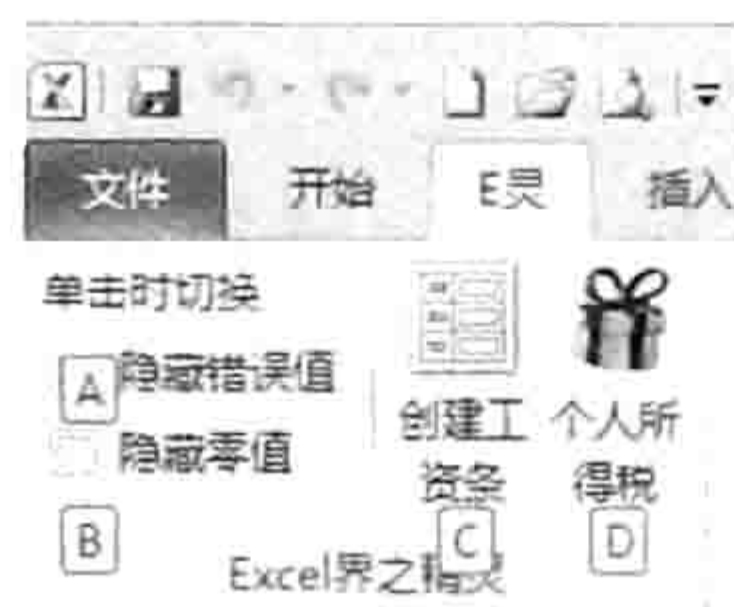 文件 开始 E灵 插入
单击时切换
A 隐藏错误值
隐藏零值
创建工资条
个人所得税
B C D
Excel界之精灵